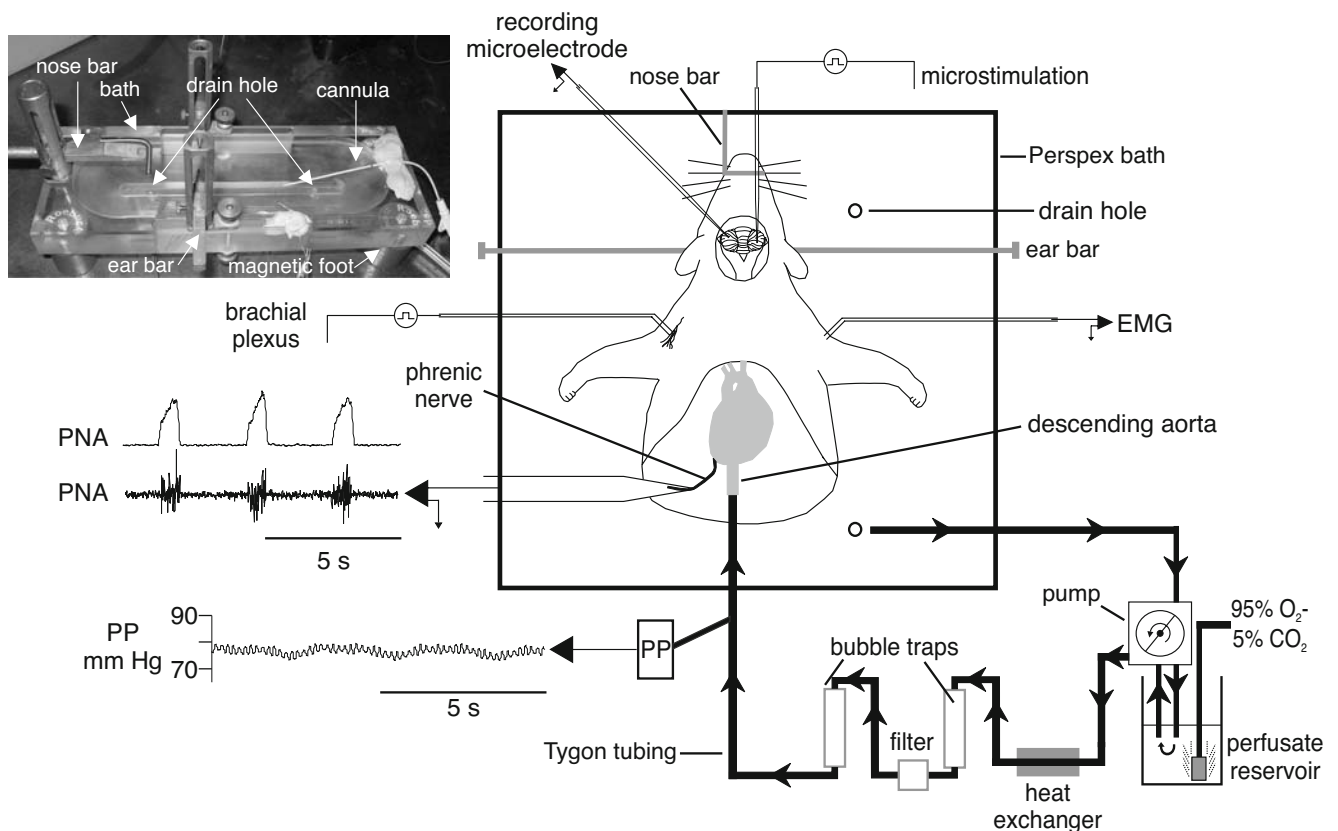 recording
microelectrode
nose bar
microstimulation
nose bar
bath
drain hole
cannula
ear bar
magnetic foot
Perspex bath
drain hole
ear bar
brachial
plexus
EMG
phrenic
nerve
descending aorta
PNA
PNA
5 s
PP
mm Hg
90
70
PP
5 s
pump
95% O₂-
5% CO₂
bubble traps
filter
Tygon tubing
heat
exchanger
perfusate
reservoir